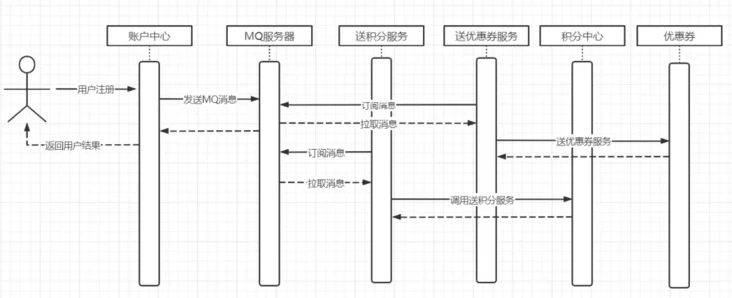 账户中心
MQ服务器
送积分服务
送优惠券服务
积分中心
优惠券
用户注册
发送MQ消息
订阅消息
拉取消息
返回用户结果
送优惠券服务
订阅消息
拉取消息
调用送积分服务